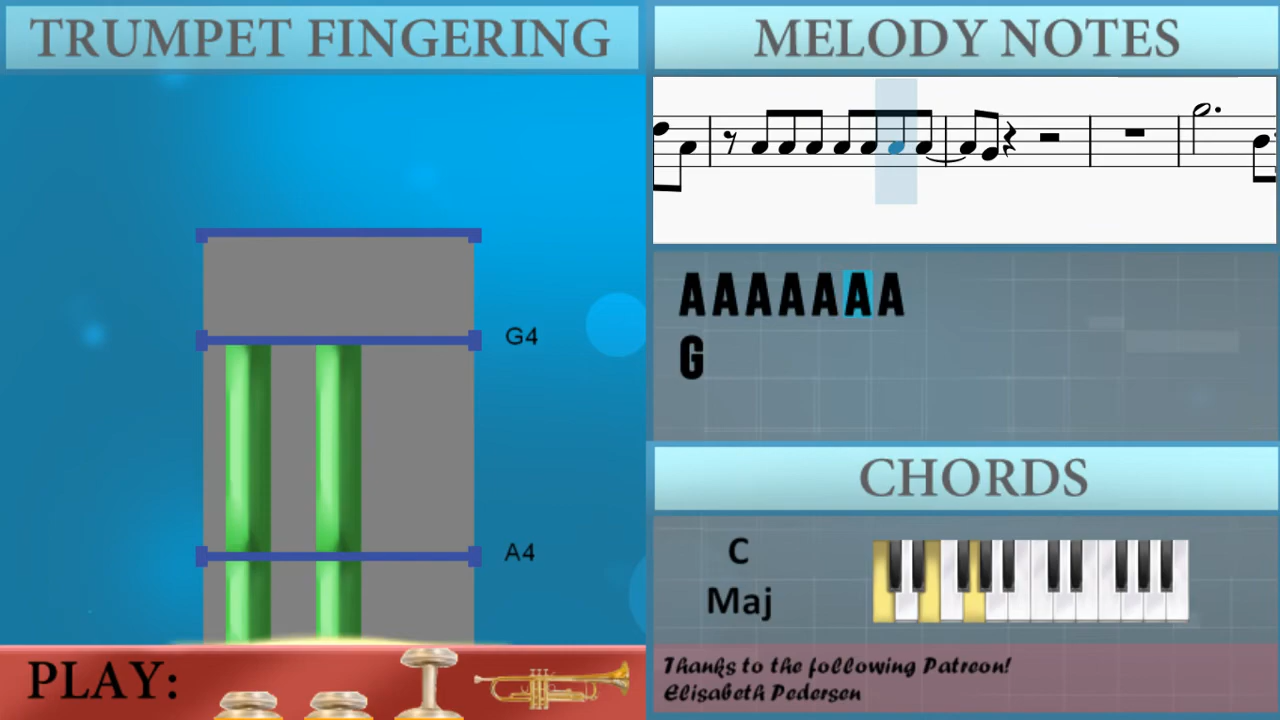 TRUMPET FINGERING
G4
A4
PLAY:
MELODY NOTES
AAAAAAA
G
CHORDS
C
Maj
Thanks to the following Patreon!
Elisabeth Pedersen